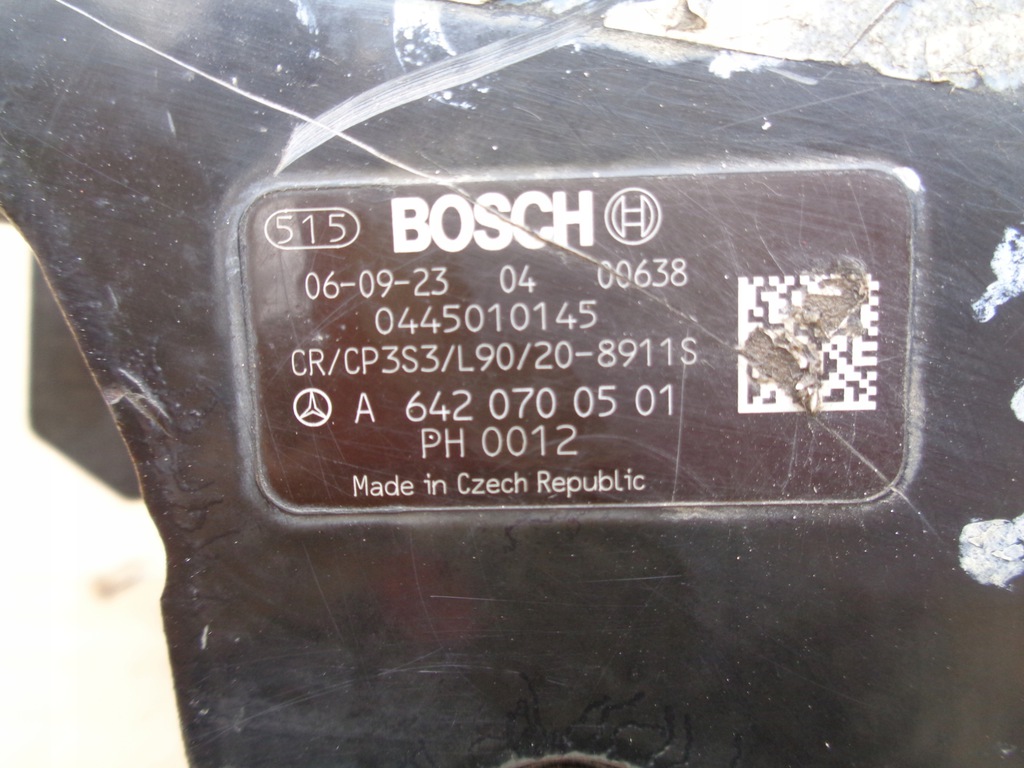 515 BOSCH
06-09-23 04 00638
0445010145
CR/CP3S3/L90/20-8911S
A 642 070 05 01
PH 0012
Made in Czech Republic